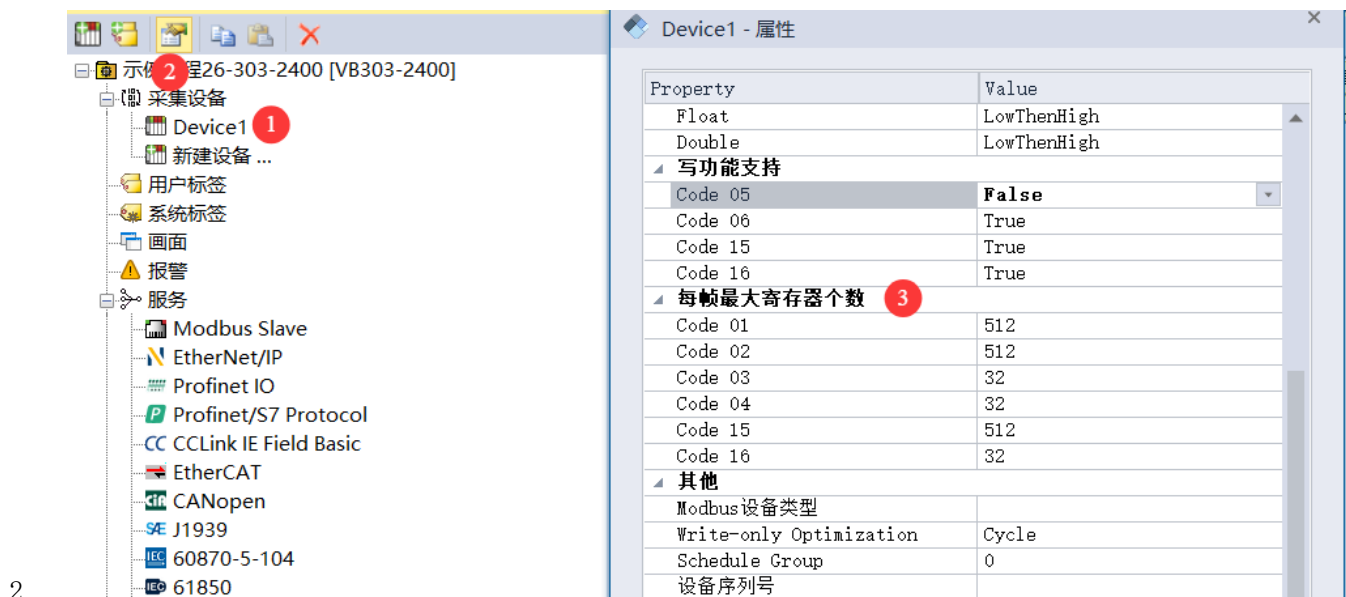 Device1 - 属性
示例 2 程26-303-2400 [VB303-2400]
采集设备
Device1 1
新建设备 ...
用户标签
系统标签
画面
报警
服务
Modbus Slave
EtherNet/IP
Profinet IO
Profinet/S7 Protocol
CC CCLink IE Field Basic
EtherCAT
CiA CANopen
SAE J1939
IEC 60870-5-104
IEC 61850
Property Value
Float LowThenHigh
Double LowThenHigh
写功能支持
Code 05 False
Code 06 True
Code 15 True
Code 16 True
每帧最大寄存器个数 3
Code 01 512
Code 02 512
Code 03 32
Code 04 32
Code 15 512
Code 16 32
其他
Modbus设备类型
Write-only Optimization Cycle
Schedule Group 0
设备序列号
2